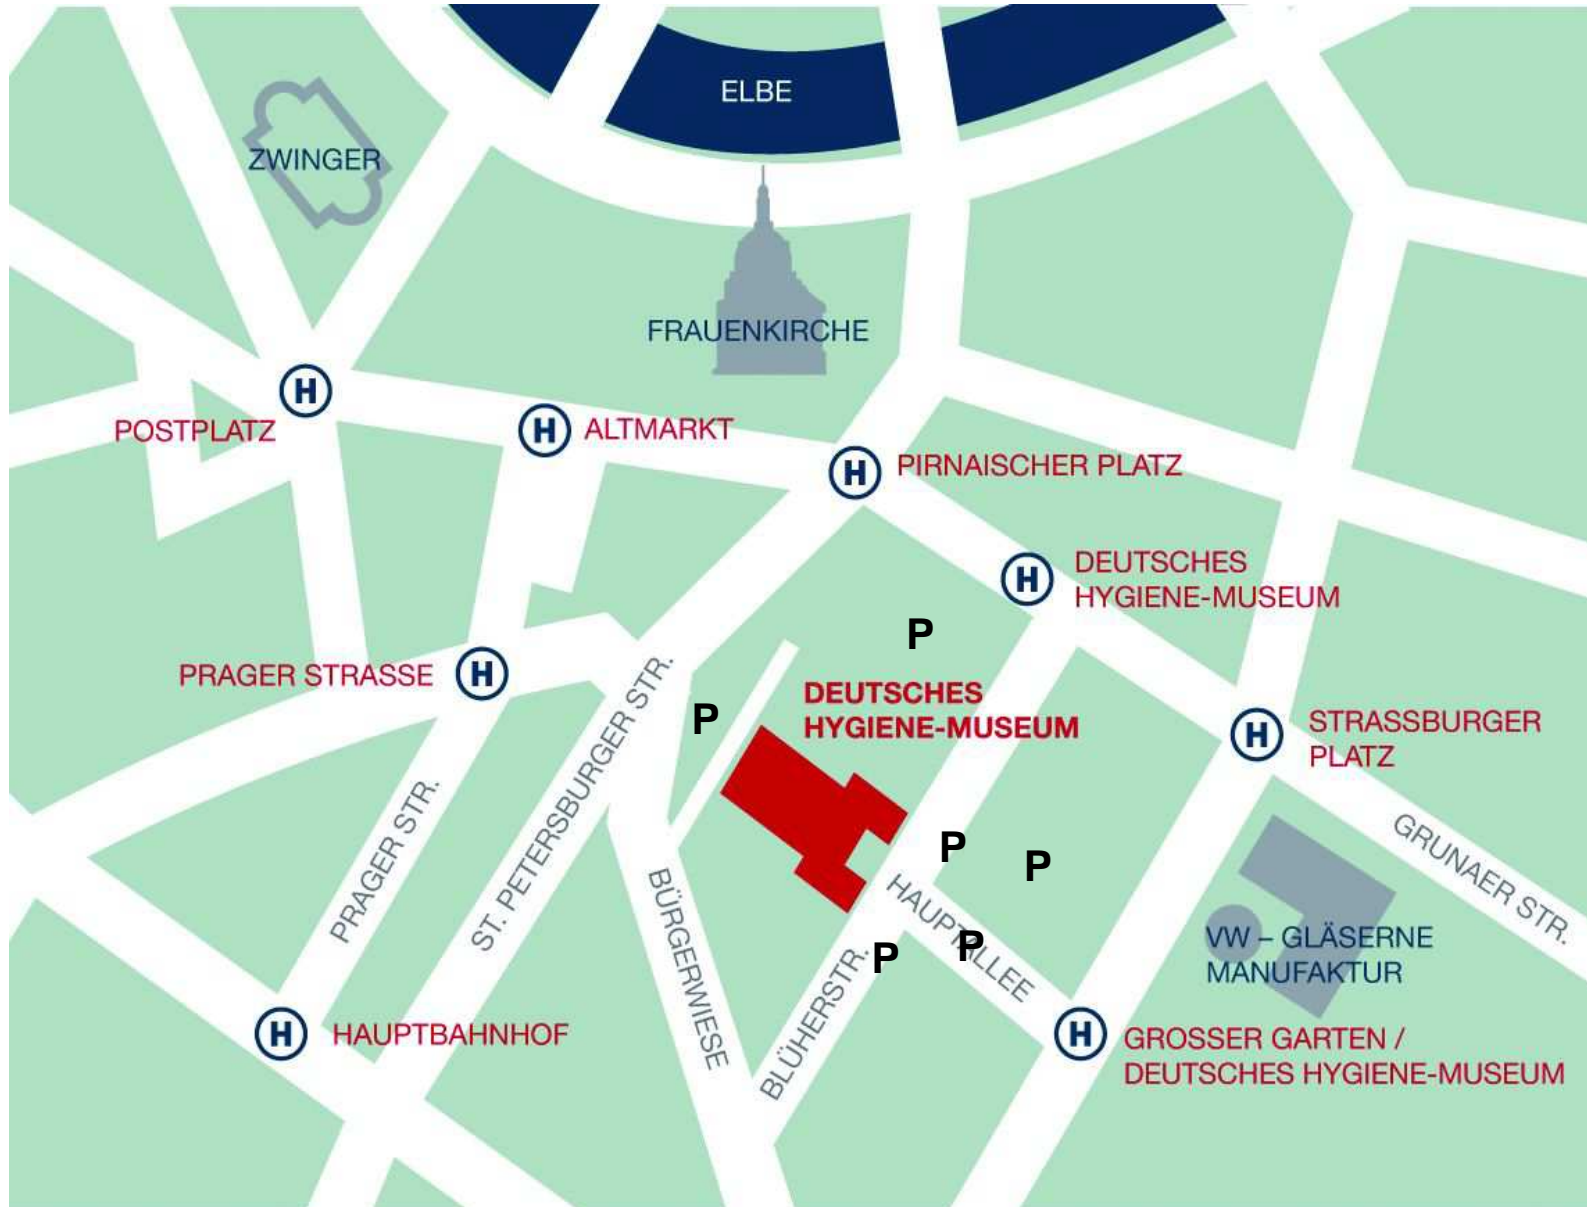 ELBE
ZWINGER
FRAUENKIRCHE
H
POSTPLATZ
H
ALTMARKT
H
PIRNAISCHER PLATZ
H
DEUTSCHES
HYGIENE-MUSEUM
P
H
PRAGER STRASSE
P
DEUTSCHES
HYGIENE-MUSEUM
H
STRASSBURGER
PLATZ
PRAGER STR.
ST. PETERSBURGER STR.
BÜRGERWIESE
P
P
GRUNAER STR.
HAUPTALLEE
P
P
BLÜHERSTR.
VW – GLÄSERNE
MANUFAKTUR
H
HAUPTBAHNHOF
H
GROSSER GARTEN /
DEUTSCHES HYGIENE-MUSEUM